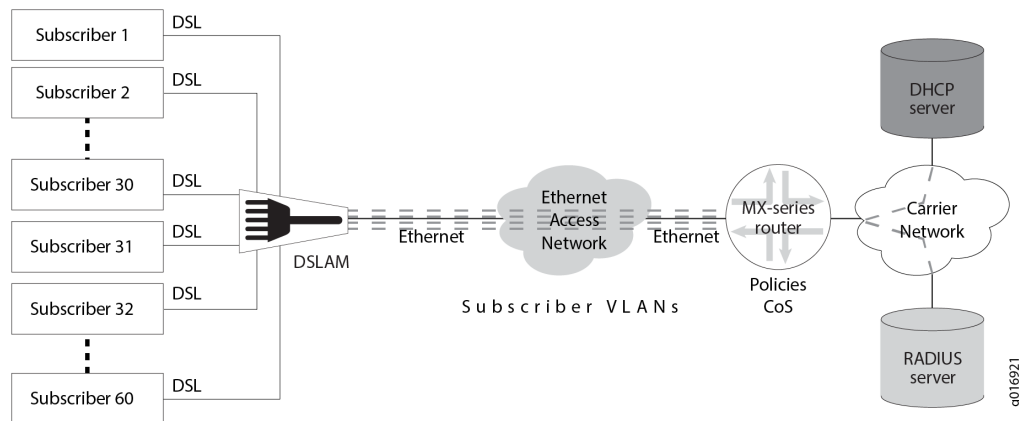 Subscriber 1
DSL
Subscriber 2
DSL
Subscriber 30
DSL
Subscriber 31
DSL
Subscriber 32
DSL
Subscriber 60
DSL
DSLAM
Ethernet
Ethernet
Access
Network
Ethernet
Subscriber VLANs
MX-series
router
Policies
CoS
DHCP
server
Carrier
Network
RADIUS
server
g016921